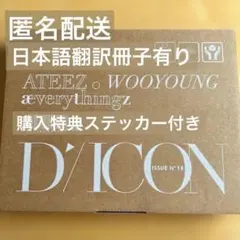 匿名配送
日本語翻訳冊子有り
ATEEZ WOOYOUNG
æverythingz
購入特典ステッカー付き
D/ICON
ISSUE N°18